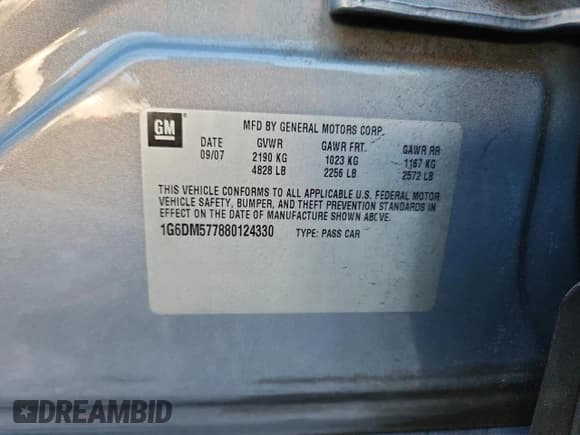 GM
MFD BY GENERAL MOTORS CORP.
DATE GVWR GAWR FRT. GAWR RR
09/07 2190 KG 1023 KG 1167 KG
4828 LB 2256 LB 2572 LB
THIS VEHICLE CONFORMS TO ALL APPLICABLE U.S. FEDERAL MOTOR
VEHICLE SAFETY, BUMPER, AND THEFT PREVENTION STANDARDS IN
EFFECT ON THE DATE OF MANUFACTURE SHOWN ABOVE.
1G6DM577880124330 TYPE: PASS CAR
DREAMBID